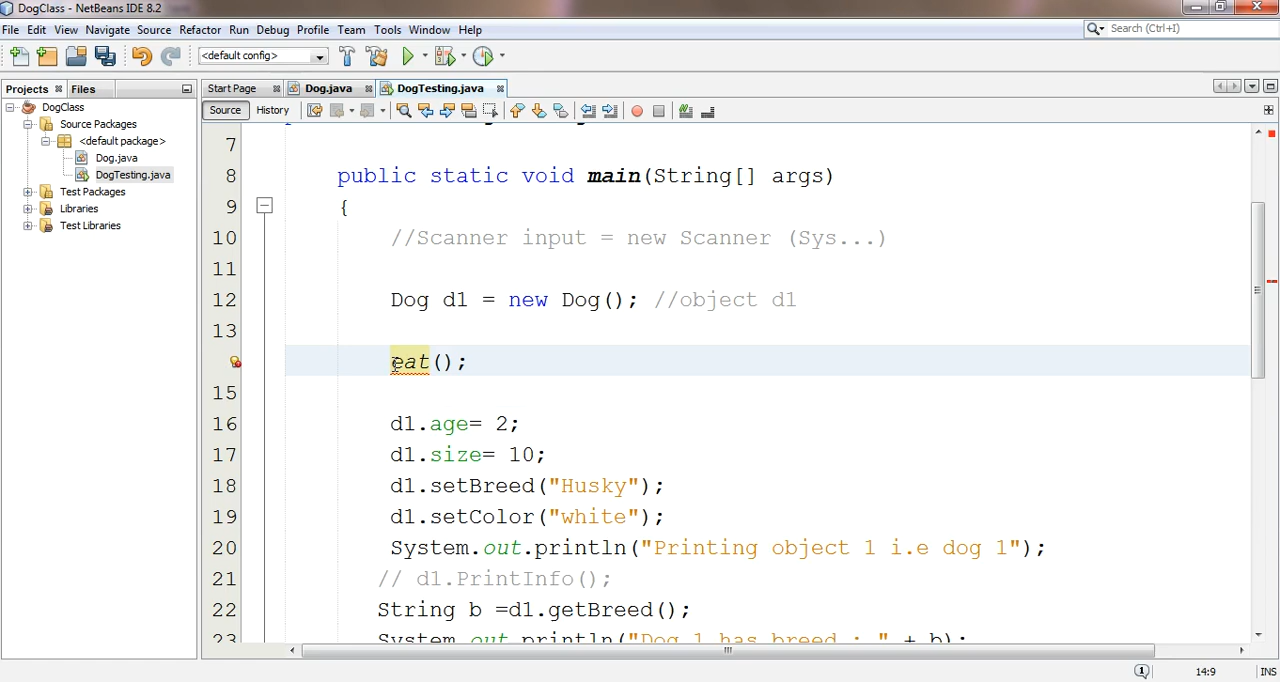 DogClass - NetBeans IDE 8.2
File Edit View Navigate Source Refactor Run Debug Profile Team Tools Window Help
Search (Ctrl+I)
<default config>
Projects Files
Start Page Dog.java DogTesting.java
DogClass
Source Packages
<default package>
Dog.java
DogTesting.java
Test Packages
Libraries
Test Libraries
Source History
7
8 public static void main(String[] args)
9 {
10 //Scanner input = new Scanner (Sys...)
11
12 Dog d1 = new Dog(); //object d1
13
eat();
15
16 d1.age= 2;
17 d1.size= 10;
18 d1.setBreed("Husky");
19 d1.setColor("white");
20 System.out.println("Printing object 1 i.e dog 1");
21 // d1.PrintInfo();
22 String b =d1.getBreed();
23 System.out.println("Dog 1 has breed : " + b);
1 14:9 INS